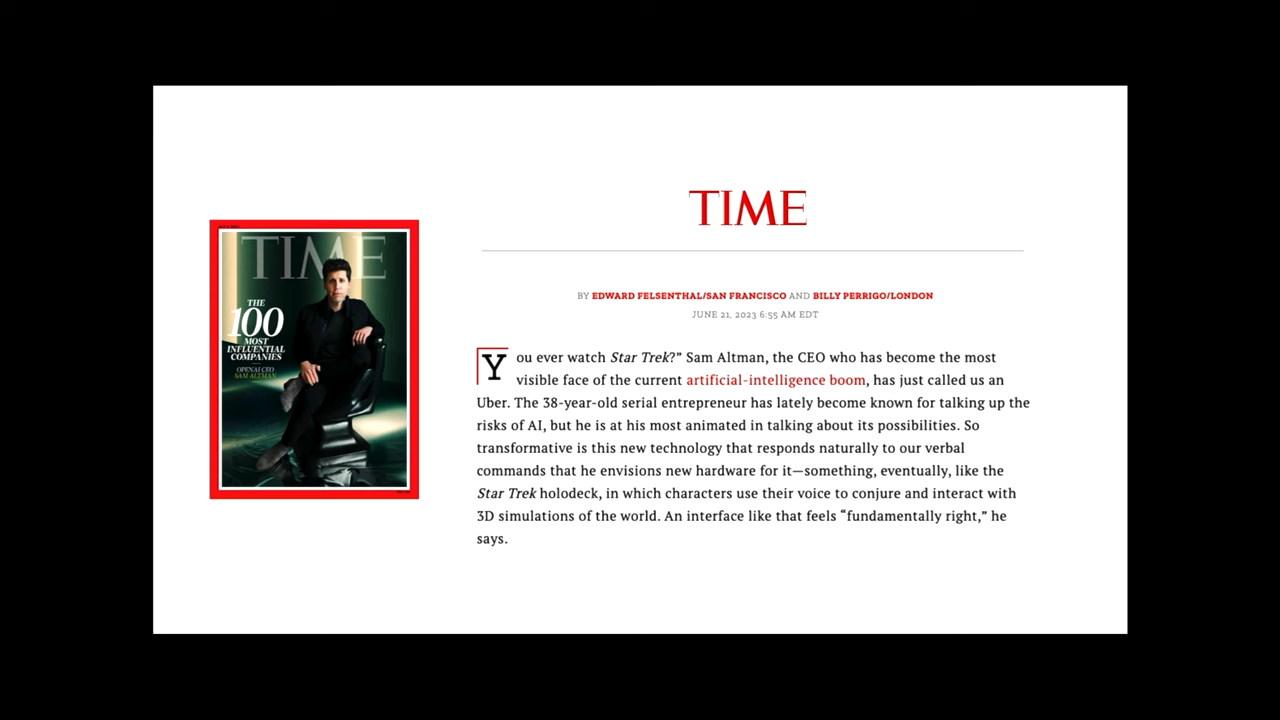 TIME
THE
100
MOST
INFLUENTIAL
COMPANIES
OPENAI CEO
SAM ALTMAN
TIME
BY EDWARD FELSENTHAL/SAN FRANCISCO AND BILLY PERRIGO/LONDON
JUNE 21, 2023 6:55 AM EDT
You ever watch Star Trek?” Sam Altman, the CEO who has become the most
visible face of the current artificial-intelligence boom, has just called us an
Uber. The 38-year-old serial entrepreneur has lately become known for talking up the
risks of AI, but he is at his most animated in talking about its possibilities. So
transformative is this new technology that responds naturally to our verbal
commands that he envisions new hardware for it—something, eventually, like the
Star Trek holodeck, in which characters use their voice to conjure and interact with
3D simulations of the world. An interface like that feels “fundamentally right,” he
says.